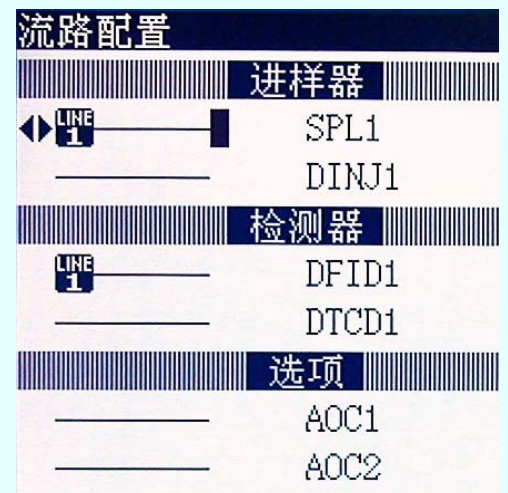 流路配置
进样器
LINE 1 SPL1
DINJ1
检测器
LINE 1 DFID1
DTCD1
选项
AOC1
AOC2